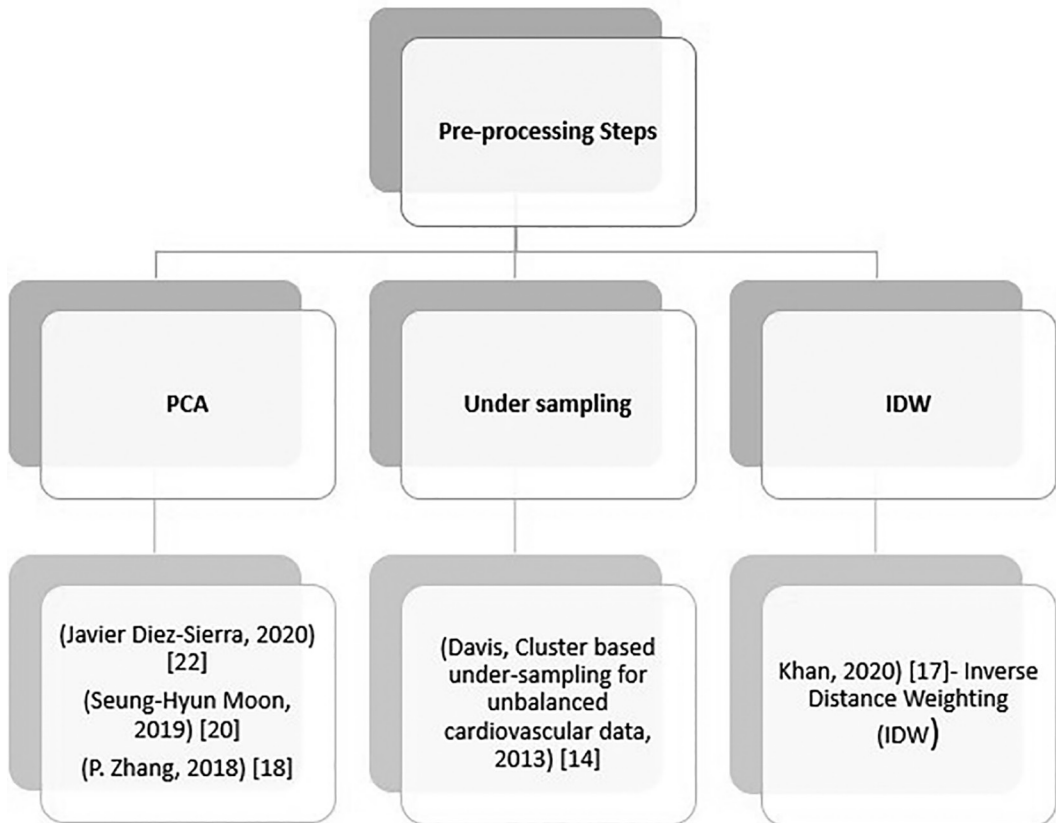 Pre-processing Steps
PCA
Under sampling
IDW
(Javier Diez-Sierra, 2020)
[22]
(Seung-Hyun Moon,
2019) [20]
(P. Zhang, 2018) [18]
(Davis, Cluster based
under-sampling for
unbalanced
cardiovascular data,
2013) [14]
Khan, 2020) [17]- Inverse
Distance Weighting
(IDW)